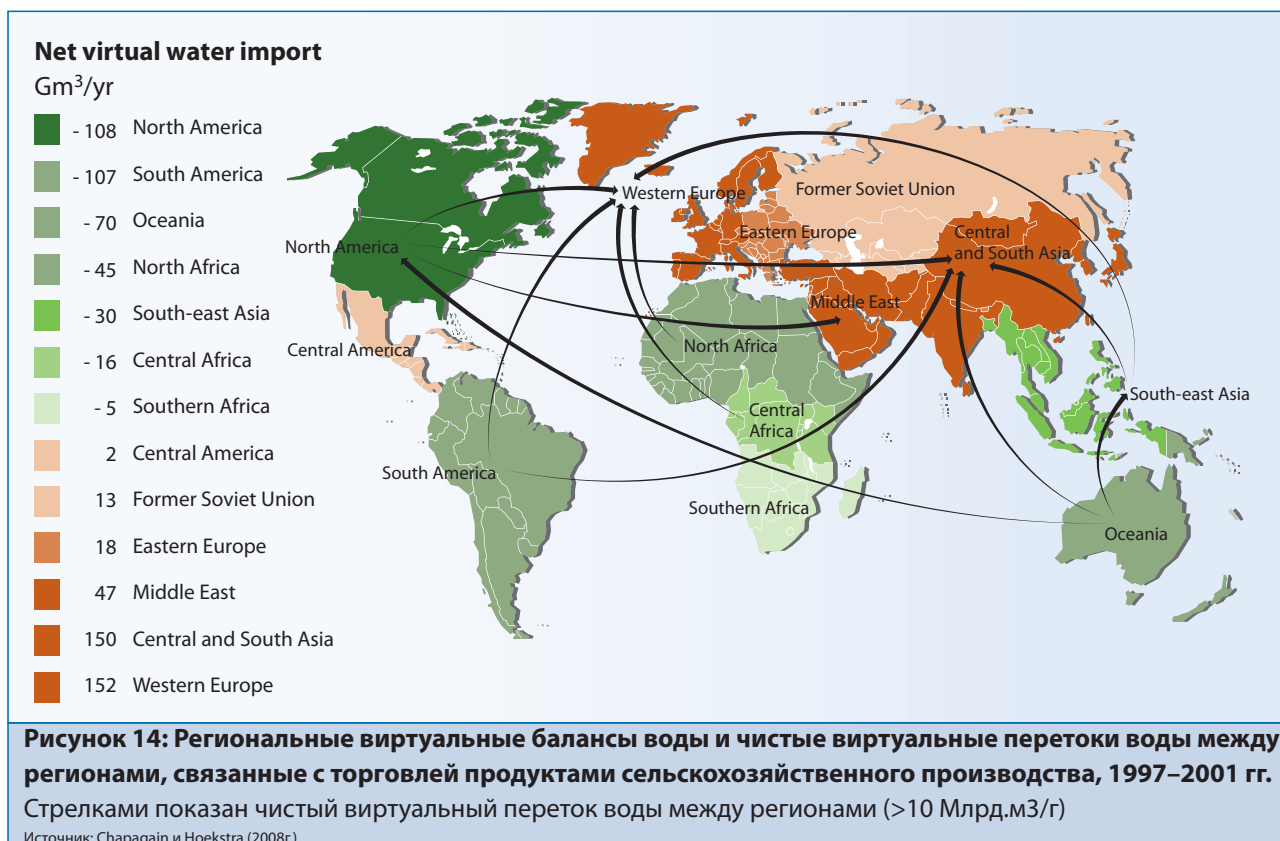 Net virtual water import
Gm³/yr
- 108 North America
- 107 South America
- 70 Oceania
- 45 North Africa
- 30 South-east Asia
- 16 Central Africa
- 5 Southern Africa
2 Central America
13 Former Soviet Union
18 Eastern Europe
47 Middle East
150 Central and South Asia
152 Western Europe
Western Europe
Former Soviet Union
Eastern Europe
Central
and South Asia
North America
Middle East
North Africa
Central America
South-east Asia
Central
Africa
South America
Southern Africa
Oceania
Рисунок 14: Региональные виртуальные балансы воды и чистые виртуальные перетоки воды между
регионами, связанные с торговлей продуктами сельскохозяйственного производства, 1997–2001 гг.
Стрелками показан чистый виртуальный переток воды между регионами (>10 Млрд.м3/г)
Источник: Chapagain и Hoekstra (2008г.)